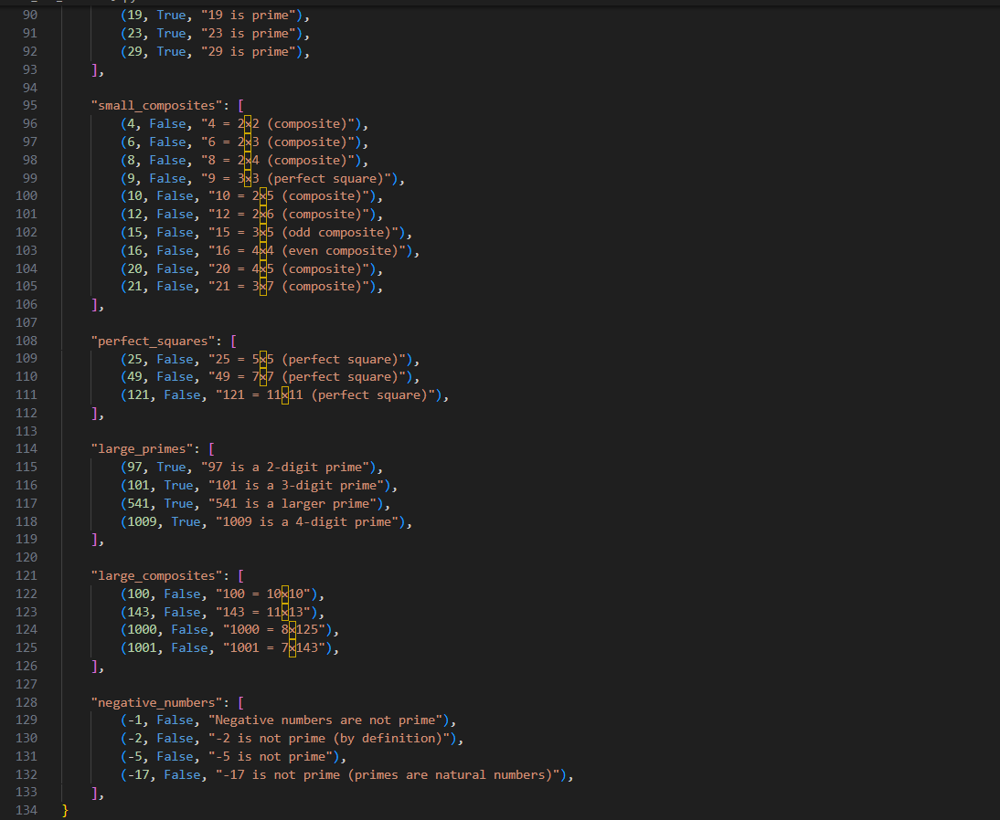 90 (19, True, "19 is prime"),
91 (23, True, "23 is prime"),
92 (29, True, "29 is prime"),
93 ],
94
95 "small_composites": [
96 (4, False, "4 = 2×2 (composite)"),
97 (6, False, "6 = 2×3 (composite)"),
98 (8, False, "8 = 2×4 (composite)"),
99 (9, False, "9 = 3×3 (perfect square)"),
100 (10, False, "10 = 2×5 (composite)"),
101 (12, False, "12 = 2×6 (composite)"),
102 (15, False, "15 = 3×5 (odd composite)"),
103 (16, False, "16 = 4×4 (even composite)"),
104 (20, False, "20 = 4×5 (composite)"),
105 (21, False, "21 = 3×7 (composite)"),
106 ],
107
108 "perfect_squares": [
109 (25, False, "25 = 5×5 (perfect square)"),
110 (49, False, "49 = 7×7 (perfect square)"),
111 (121, False, "121 = 11×11 (perfect square)"),
112 ],
113
114 "large_primes": [
115 (97, True, "97 is a 2-digit prime"),
116 (101, True, "101 is a 3-digit prime"),
117 (541, True, "541 is a larger prime"),
118 (1009, True, "1009 is a 4-digit prime"),
119 ],
120
121 "large_composites": [
122 (100, False, "100 = 10×10"),
123 (143, False, "143 = 11×13"),
124 (1000, False, "1000 = 8×125"),
125 (1001, False, "1001 = 7×143"),
126 ],
127
128 "negative_numbers": [
129 (-1, False, "Negative numbers are not prime"),
130 (-2, False, "-2 is not prime (by definition)"),
131 (-5, False, "-5 is not prime"),
132 (-17, False, "-17 is not prime (primes are natural numbers)"),
133 ],
134 }